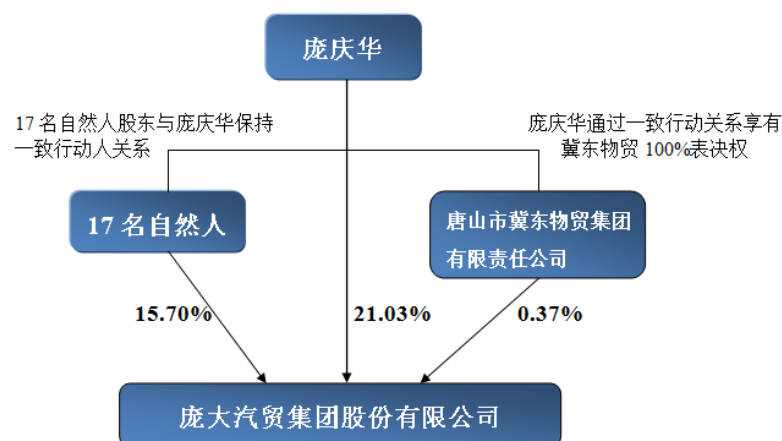 庞庆华
17名自然人股东与庞庆华保持
一致行动人关系
庞庆华通过一致行动关系享有
冀东物贸100%表决权
17名自然人
唐山市冀东物贸集团
有限责任公司
15.70%
21.03%
0.37%
庞大汽贸集团股份有限公司